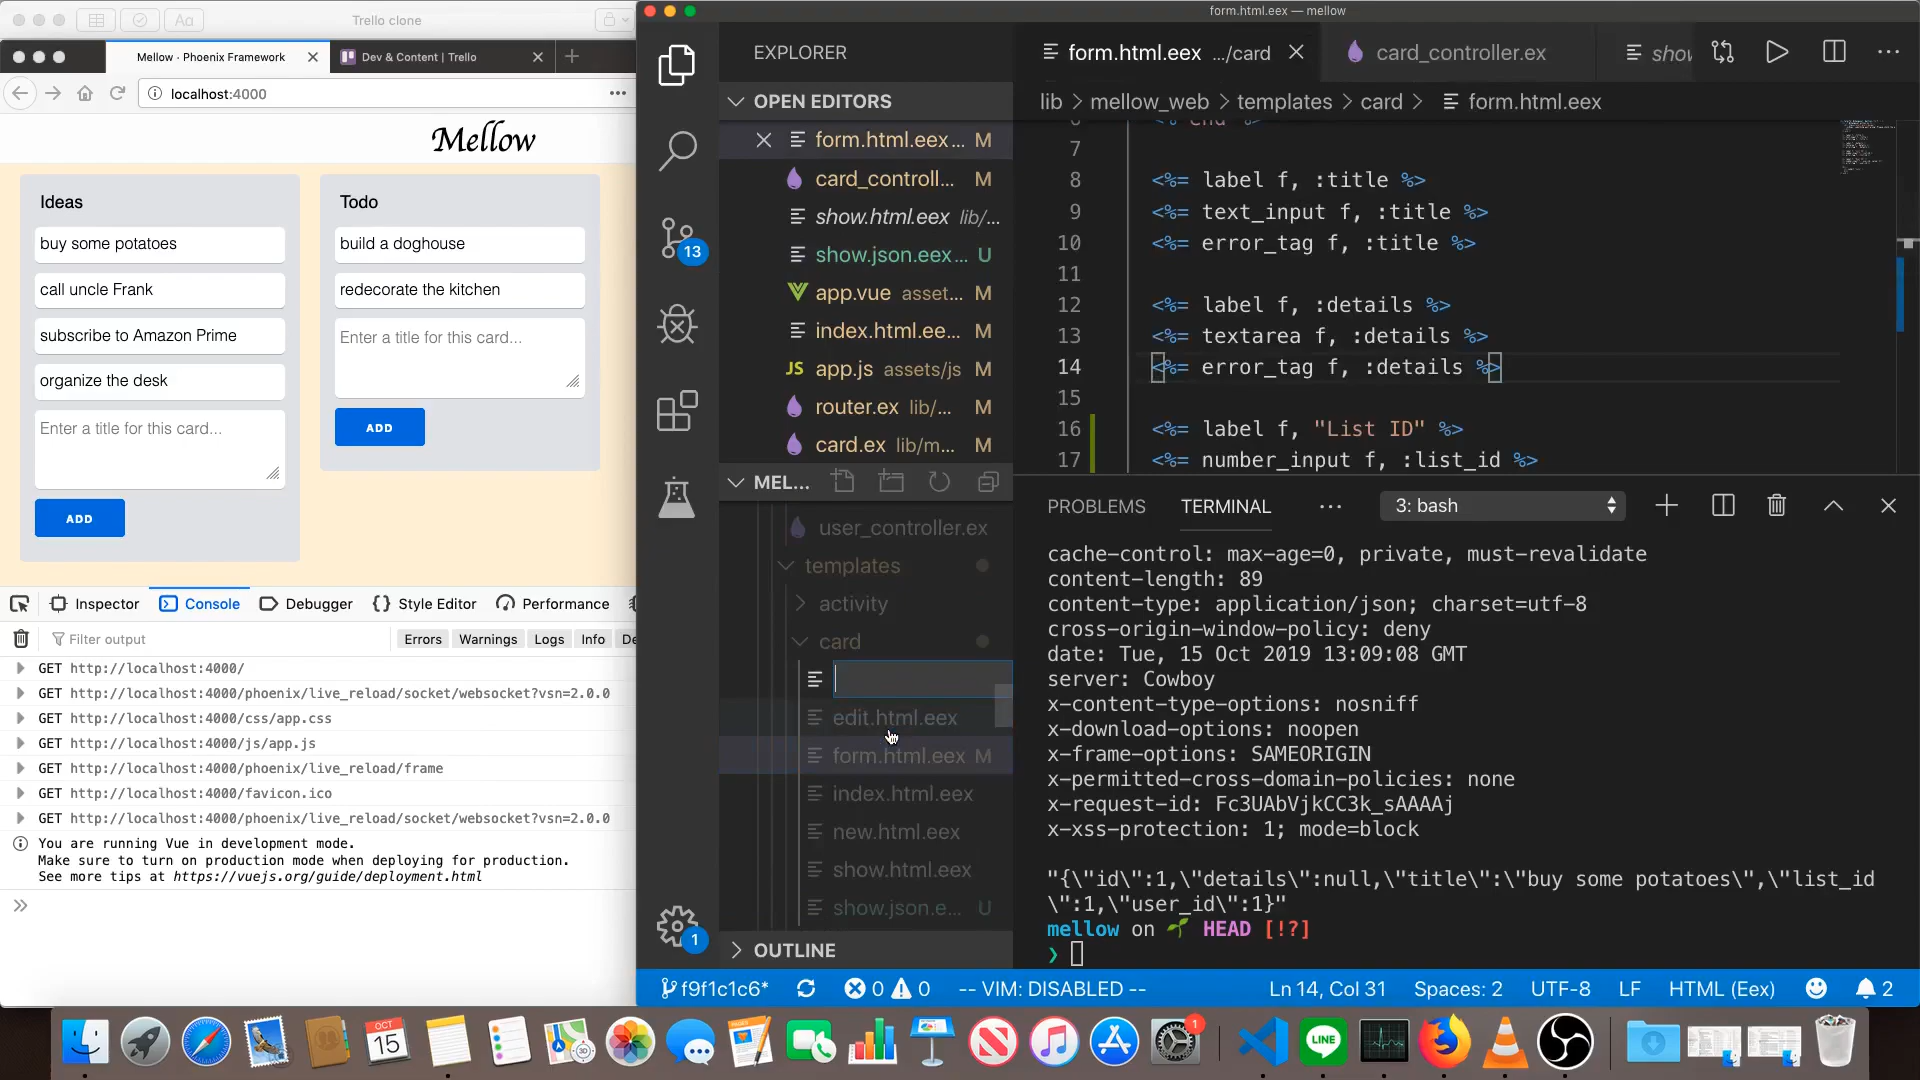 Aa
Trello clone
Mellow · Phoenix Framework
Dev & Content | Trello
localhost:4000
Mellow
Ideas
buy some potatoes
call uncle Frank
subscribe to Amazon Prime
organize the desk
Enter a title for this card...
ADD
Todo
build a doghouse
redecorate the kitchen
Enter a title for this card...
ADD
Inspector
Console
Debugger
{} Style Editor
Performance
Filter output
Errors
Warnings
Logs
Info
De
GET http://localhost:4000/
GET http://localhost:4000/phoenix/live_reload/socket/websocket?vsn=2.0.0
GET http://localhost:4000/css/app.css
GET http://localhost:4000/js/app.js
GET http://localhost:4000/phoenix/live_reload/frame
GET http://localhost:4000/favicon.ico
GET http://localhost:4000/phoenix/live_reload/socket/websocket?vsn=2.0.0
You are running Vue in development mode.
Make sure to turn on production mode when deploying for production.
See more tips at https://vuejs.org/guide/deployment.html
form.html.eex — mellow
EXPLORER
OPEN EDITORS
form.html.eex... M
card_controll... M
show.html.eex lib/...
show.json.eex... U
app.vue asset... M
index.html.ee... M
JS app.js assets/js M
router.ex lib/... M
card.ex lib/m... M
13
MEL...
user_controller.ex
templates
activity
card
edit.html.eex
form.html.eex M
index.html.eex
new.html.eex
show.html.eex
show.json.e... U
OUTLINE
1
form.html.eex .../card
card_controller.ex
show
lib > mellow_web > templates > card > form.html.eex
6 <% end %>
7
8 <%= label f, :title %>
9 <%= text_input f, :title %>
10 <%= error_tag f, :title %>
11
12 <%= label f, :details %>
13 <%= textarea f, :details %>
14 <%= error_tag f, :details %>
15
16 <%= label f, "List ID" %>
17 <%= number_input f, :list_id %>
PROBLEMS
TERMINAL
3: bash
cache-control: max-age=0, private, must-revalidate
content-length: 89
content-type: application/json; charset=utf-8
cross-origin-window-policy: deny
date: Tue, 15 Oct 2019 13:09:08 GMT
server: Cowboy
x-content-type-options: nosniff
x-download-options: noopen
x-frame-options: SAMEORIGIN
x-permitted-cross-domain-policies: none
x-request-id: Fc3UAbVjkCC3k_sAAAAj
x-xss-protection: 1; mode=block
"{\"id\":1,\"details\":null,\"title\":\"buy some potatoes\",\"list_id
\":1,\"user_id\":1}"
mellow on HEAD [!?]
❯
f9f1c1c6*
0
0
-- VIM: DISABLED --
Ln 14, Col 31
Spaces: 2
UTF-8
LF
HTML (Eex)
2
OCT
15
LINE
1